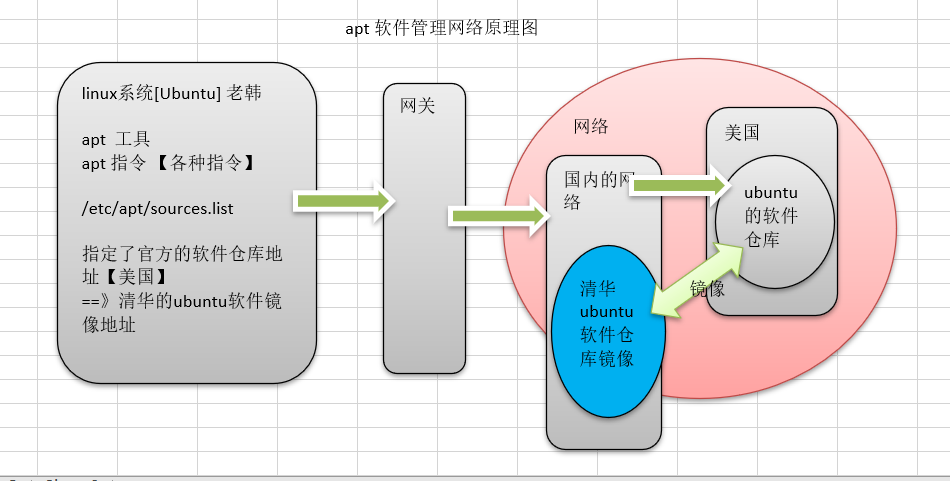 apt 软件管理网络原理图
linux系统[Ubuntu] 老韩
apt 工具
apt 指令 【各种指令】
/etc/apt/sources.list
指定了官方的软件仓库地
址【美国】
==》清华的ubuntu软件镜
像地址
网关
网络
国内的网
络
清华
ubuntu
软件仓
库镜像
美国
ubuntu
的软件
仓库
镜像